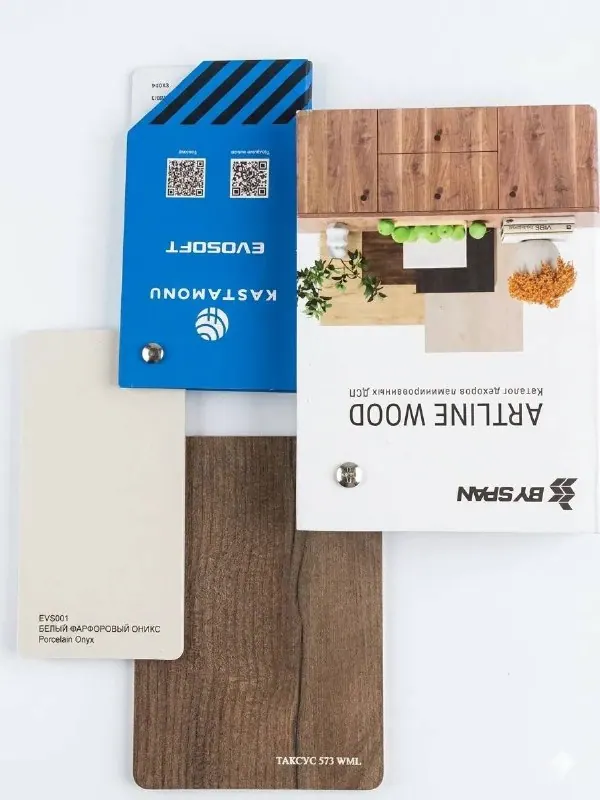 EVOSOFT
KASTAMONU
Каталог декоров ламинированных ДСП
ARTLINE WOOD
BYSPAN
EVS001
БЕЛЫЙ ФАРФОРОВЫЙ ОНИКС
Porcelain Onyx
ТАКСУС 573 WML